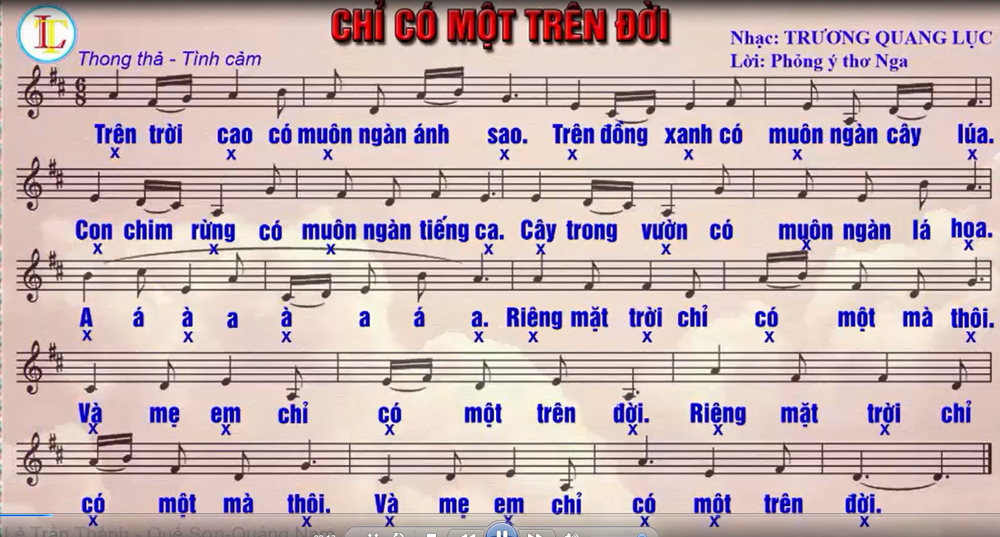 LT
CHỈ CÓ MỘT TRÊN ĐỜI
Nhạc: TRƯƠNG QUANG LỤC
Lời: Phỏng ý thơ Nga
Thong thả - Tình cảm
6
8
Trên trời cao có muôn ngàn ánh sao. Trên đồng xanh có muôn ngàn cây lúa.
x x x x x x x x
Con chim rừng có muôn ngàn tiếng ca. Cây trong vườn có muôn ngàn lá hoa.
x x x x x x x x
A á à a à a á a. Riêng mặt trời chỉ có một mà thôi.
x x x x x x x x
Và mẹ em chỉ có một trên đời. Riêng mặt trời chỉ
x x x x x x
có một mà thôi. Và mẹ em chỉ có một trên đời.
x x x x x x x
Lê Trần Thành - Quế Sơn-Quảng Nam